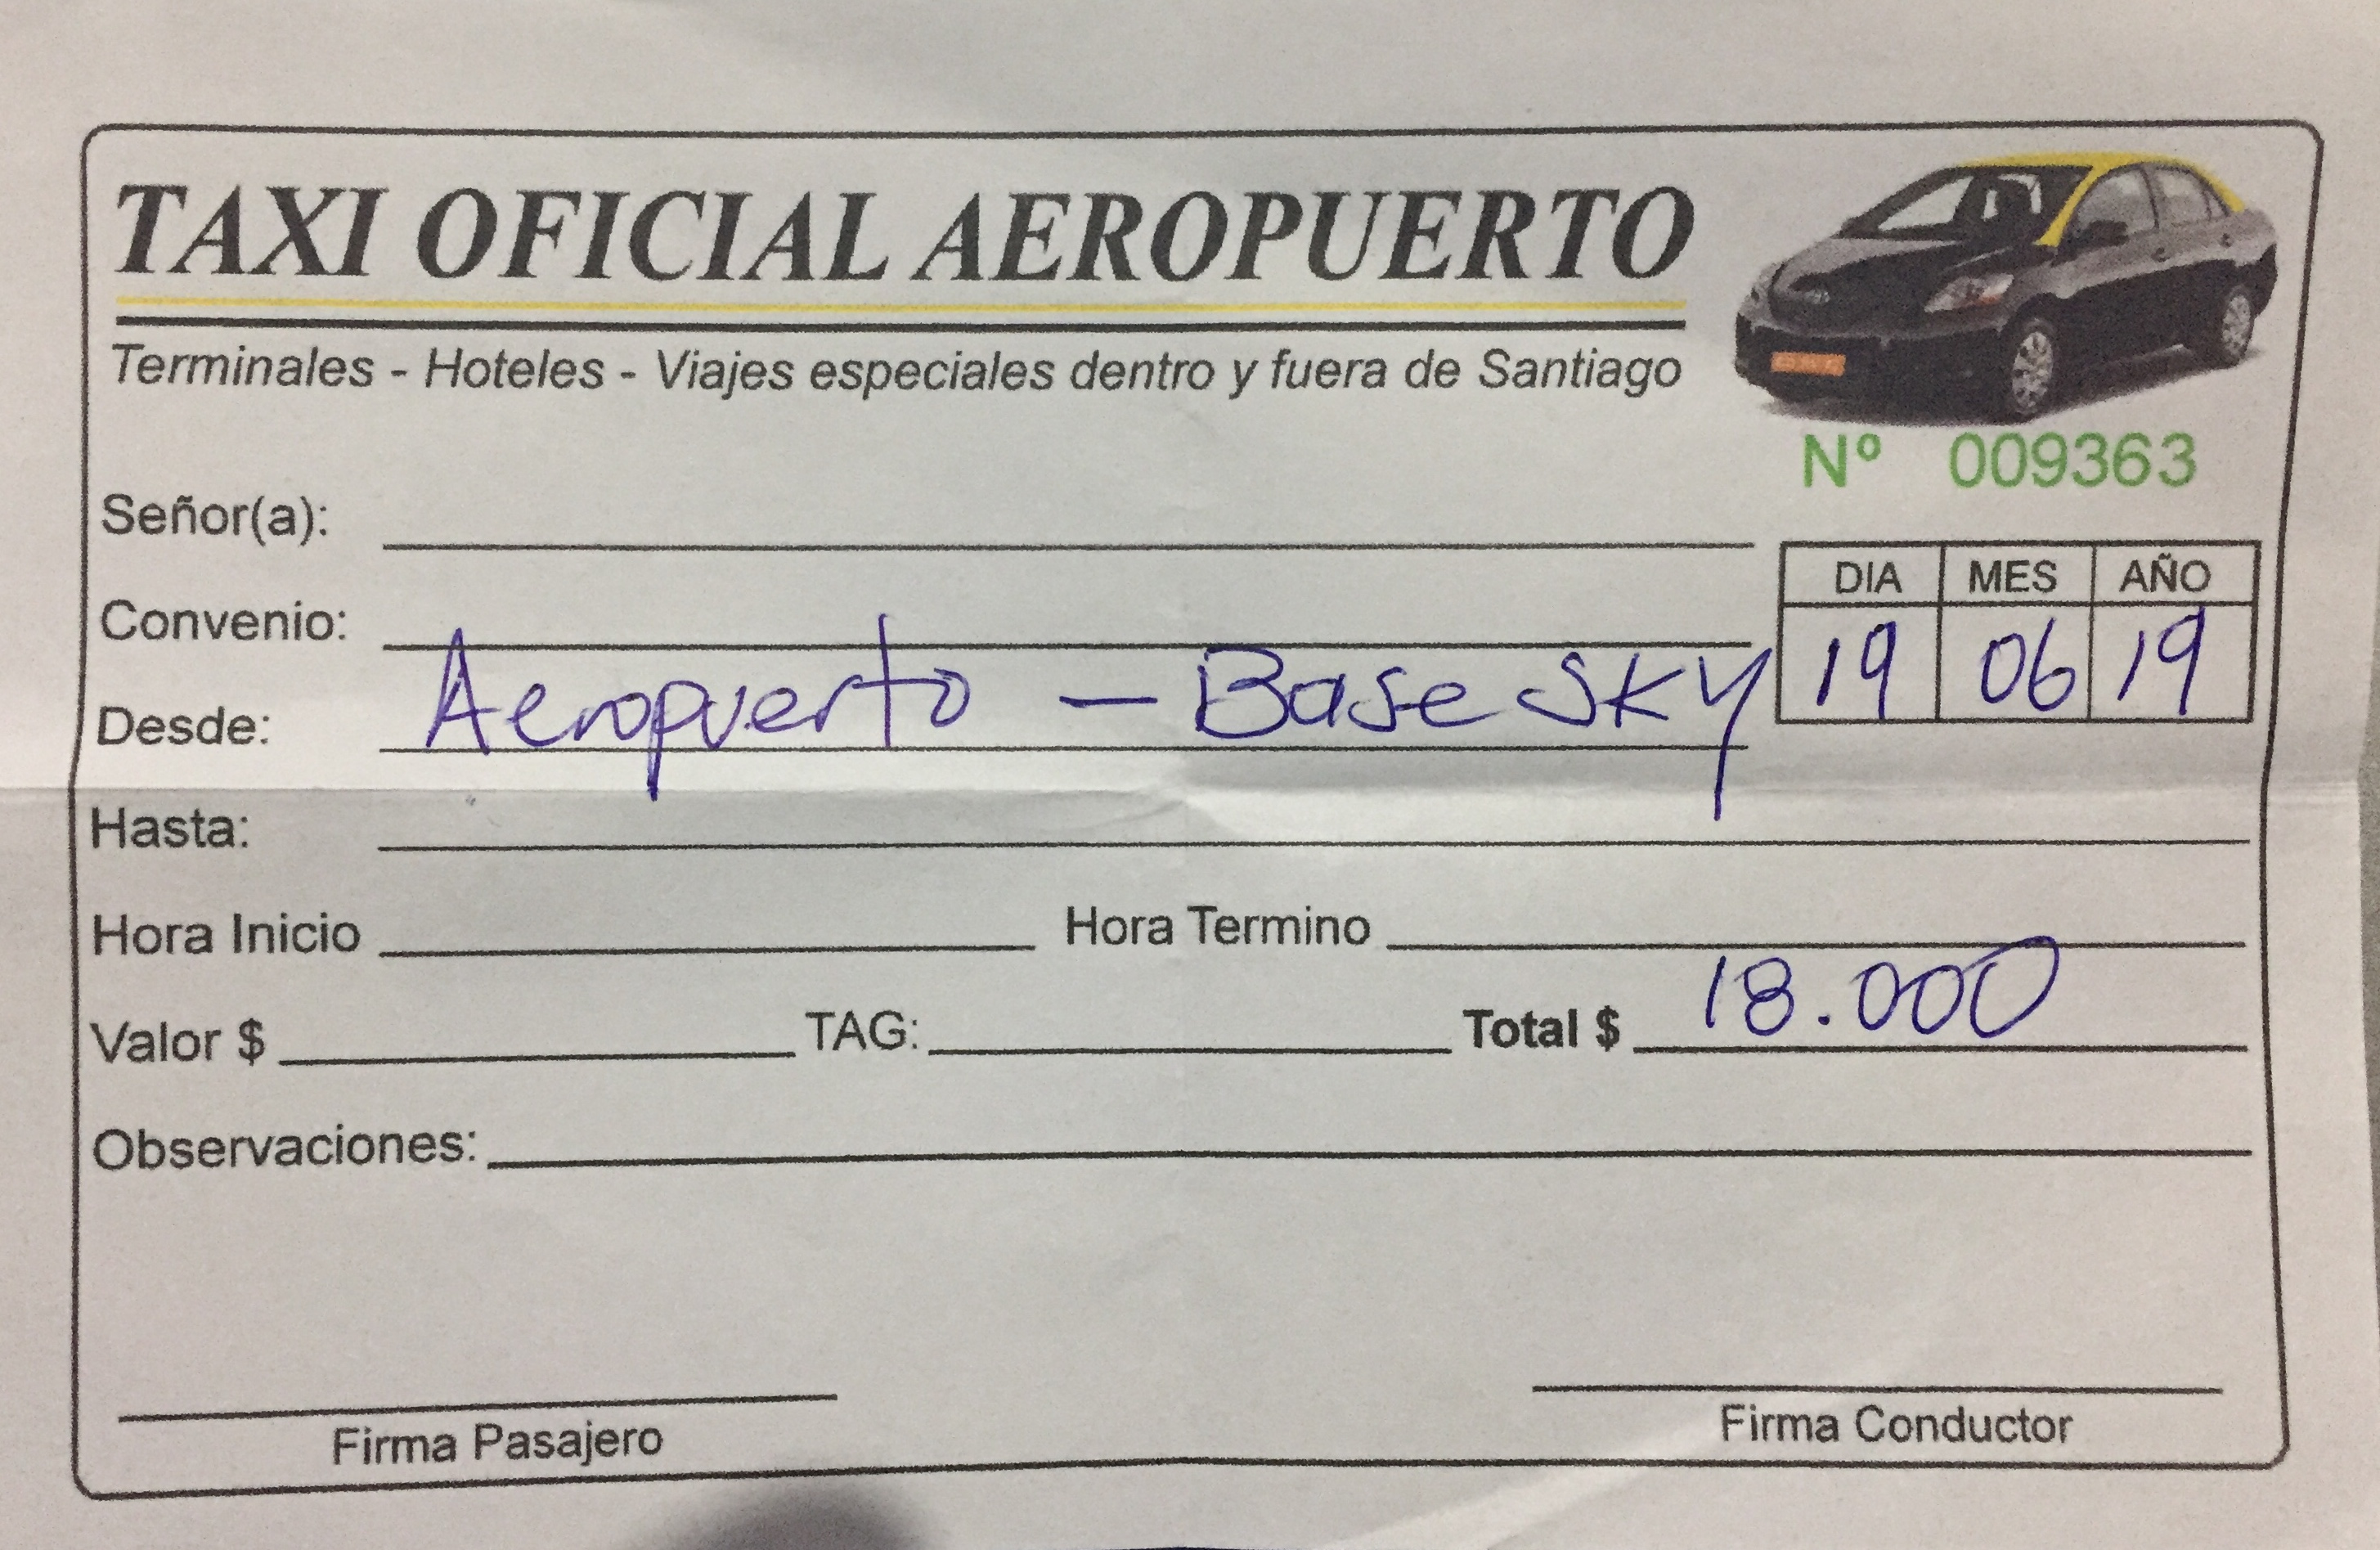 TAXI OFICIAL AEROPUERTO
Terminales - Hoteles - Viajes especiales dentro y fuera de Santiago
Nº 009363
Señor(a):
DIA MES AÑO
19 06 19
Convenio:
Desde: Aeropuerto - Base Sky
Hasta:
Hora Inicio Hora Termino
Valor $ TAG: Total $ 18.000
Observaciones:
Firma Pasajero Firma Conductor